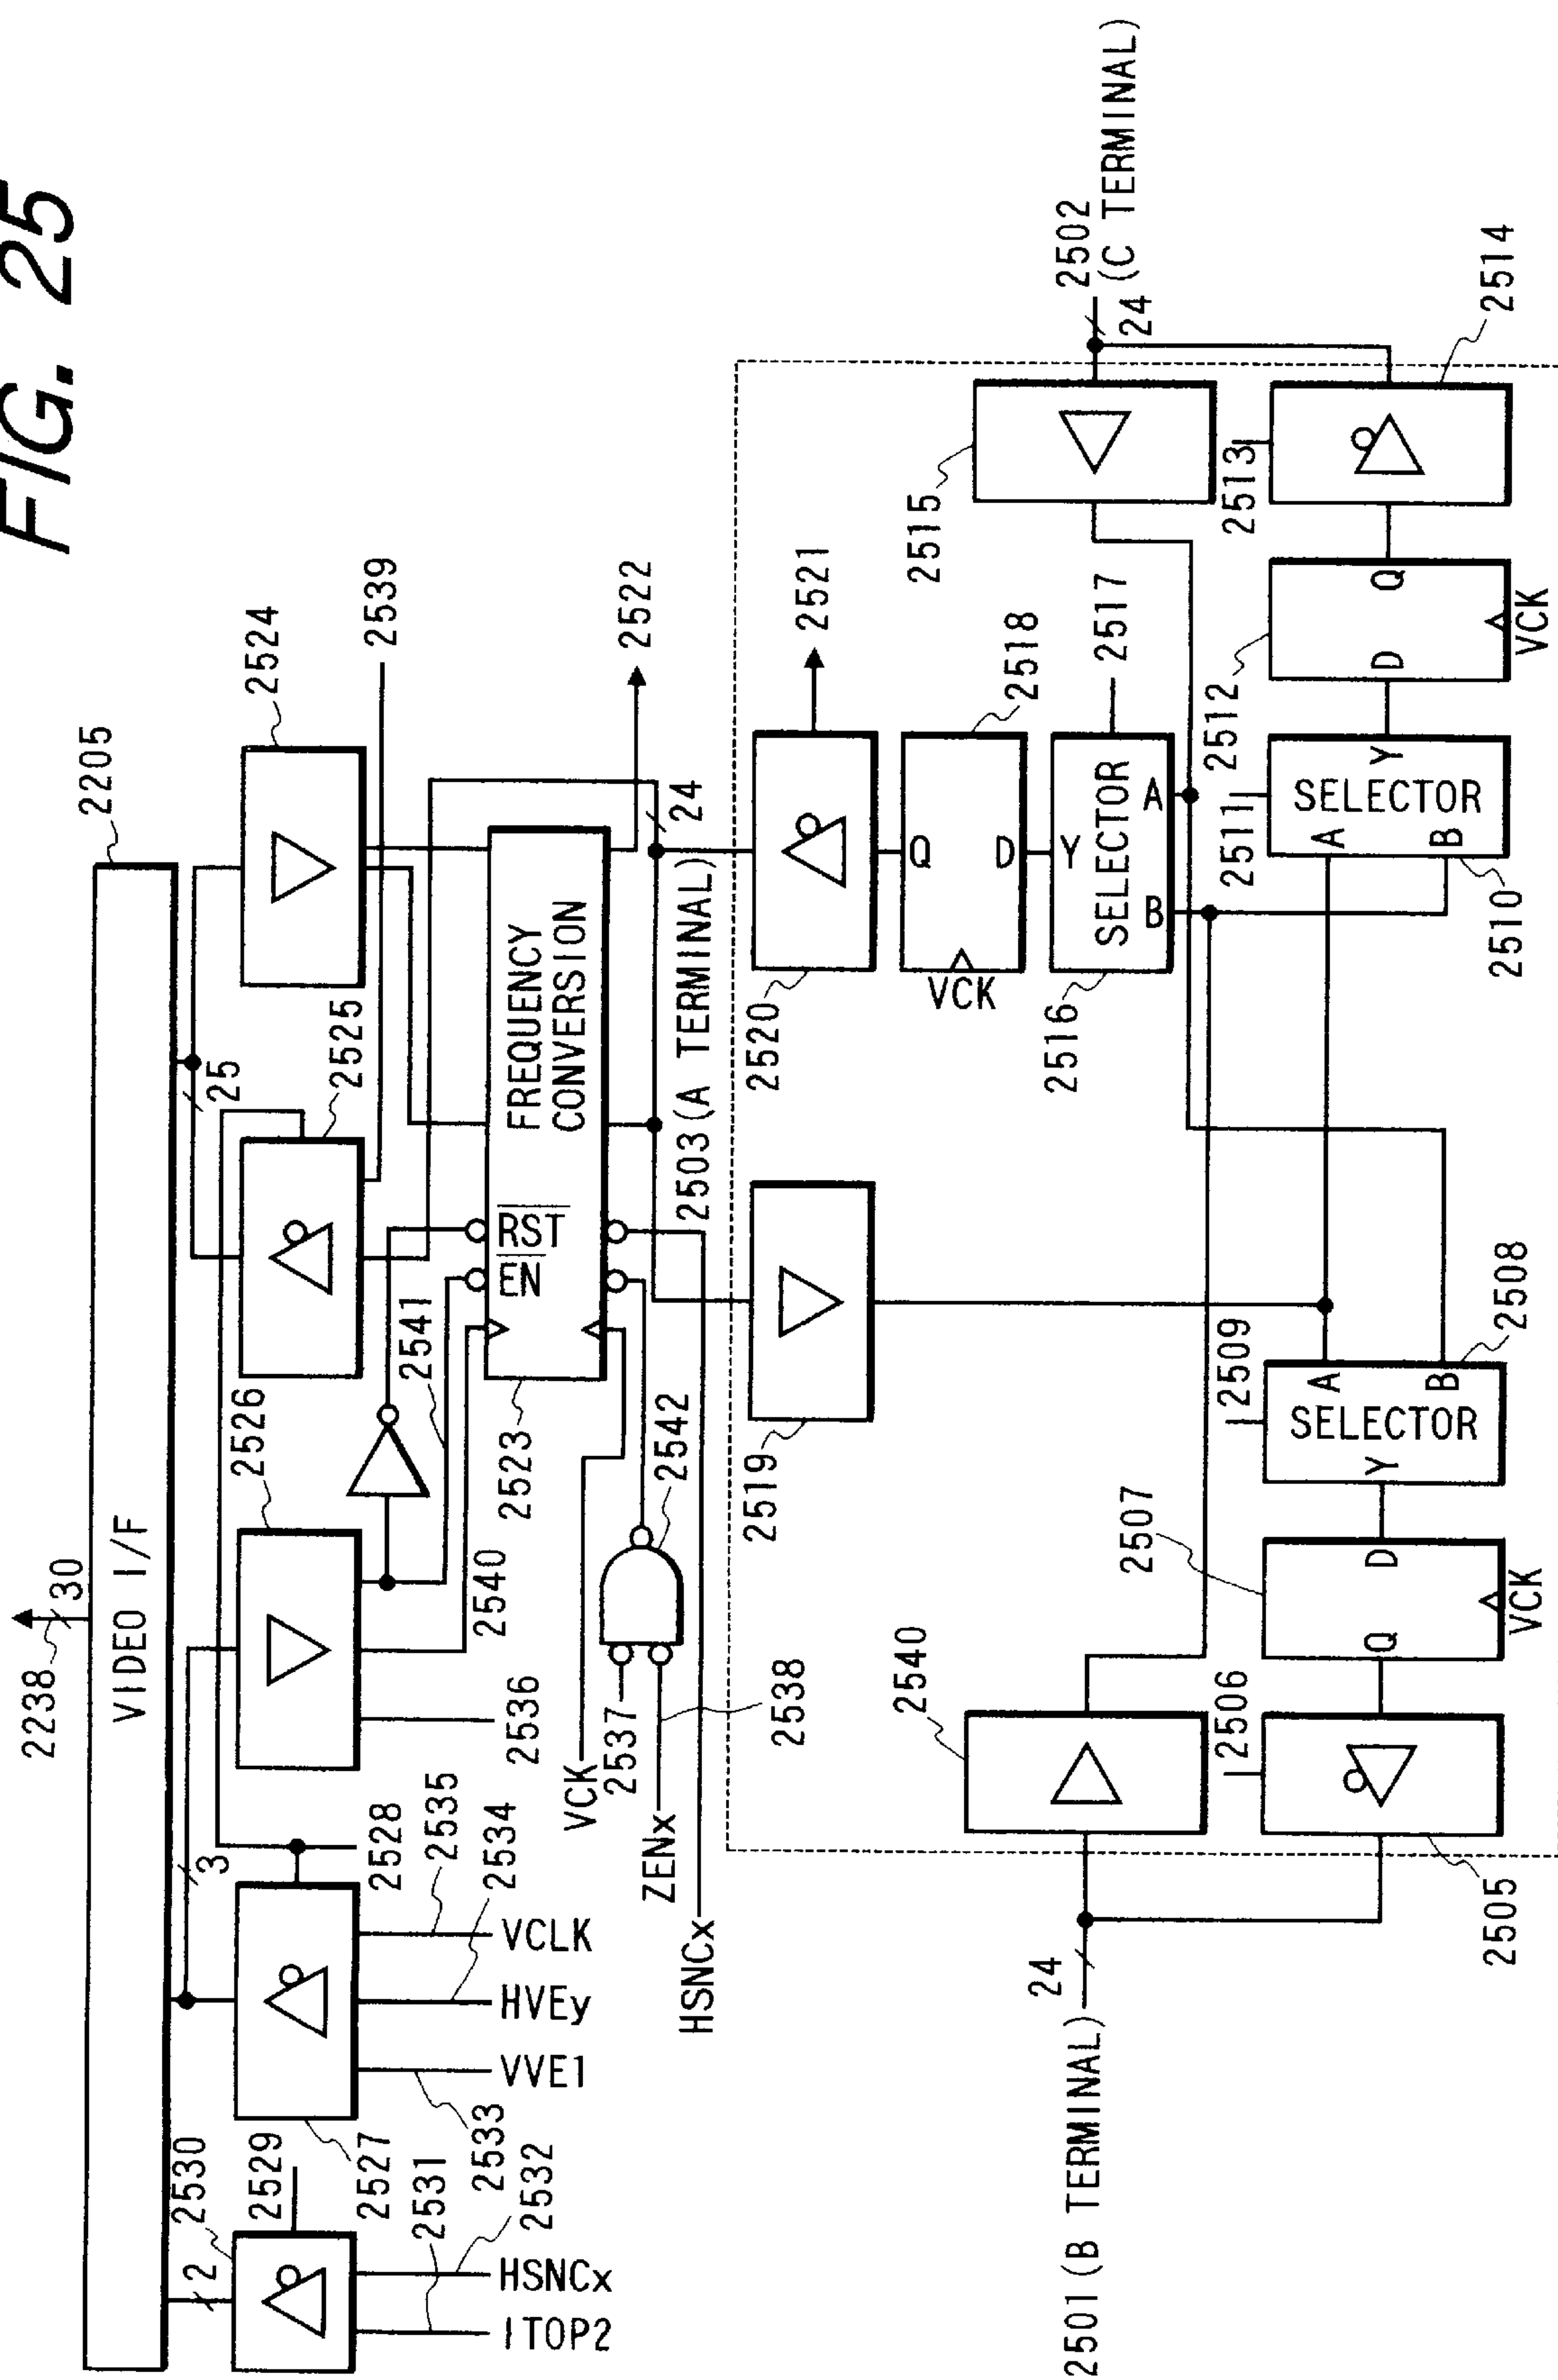 FIG. 25
2238
30
VIDEO I/F
2205
2
2530
2529
2527
2531
2532
2533
HSNCx
ITOP2
3
2528
2535
2534
VCLK
HVEy
VVE1
2526
2536
2540
2541
25
2525
2524
2539
RST
EN
FREQUENCY
CONVERSION
2523
2522
24
VCK
2537
ZENx
2538
2542
HSNCx
2503 (A TERMINAL)
2519
2520
2521
Q
D
VCK
2518
Y
SELECTOR
B
A
2516
2517
2515
2502
24 (C TERMINAL)
2540
24
2501 (B TERMINAL)
2505
2506
2507
Q
D
VCK
2509
Y
SELECTOR
A
B
2508
2511
A
Y
SELECTOR
B
2510
2512
D
Q
VCK
2513
2514